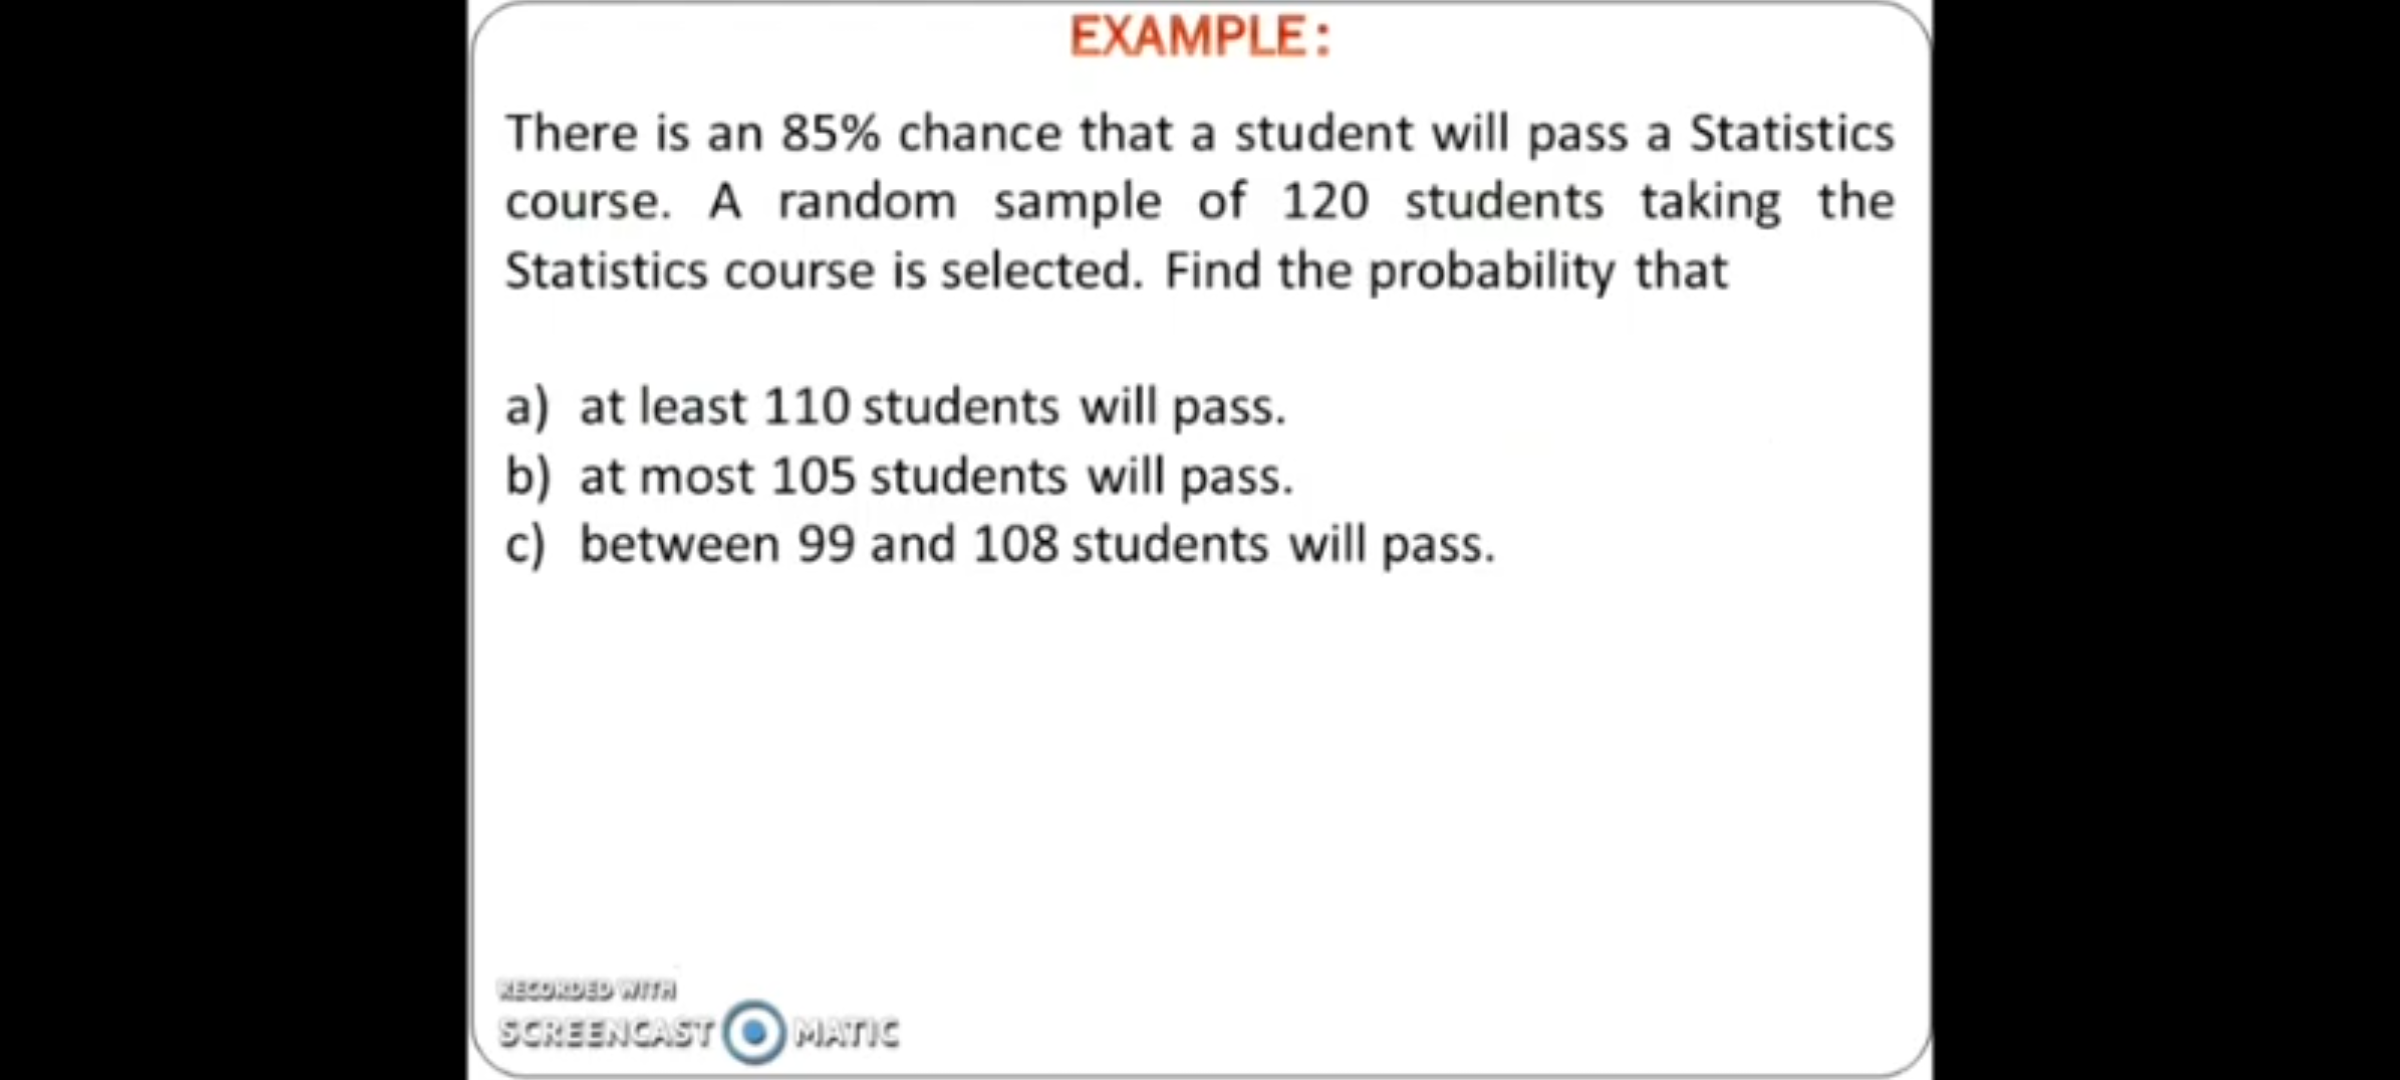 EXAMPLE:
There is an 85% chance that a student will pass a Statistics
course. A random sample of 120 students taking the
Statistics course is selected. Find the probability that
a) at least 110 students will pass.
b) at most 105 students will pass.
c) between 99 and 108 students will pass.
RECORDED WITH
SCREENCAST MATIC